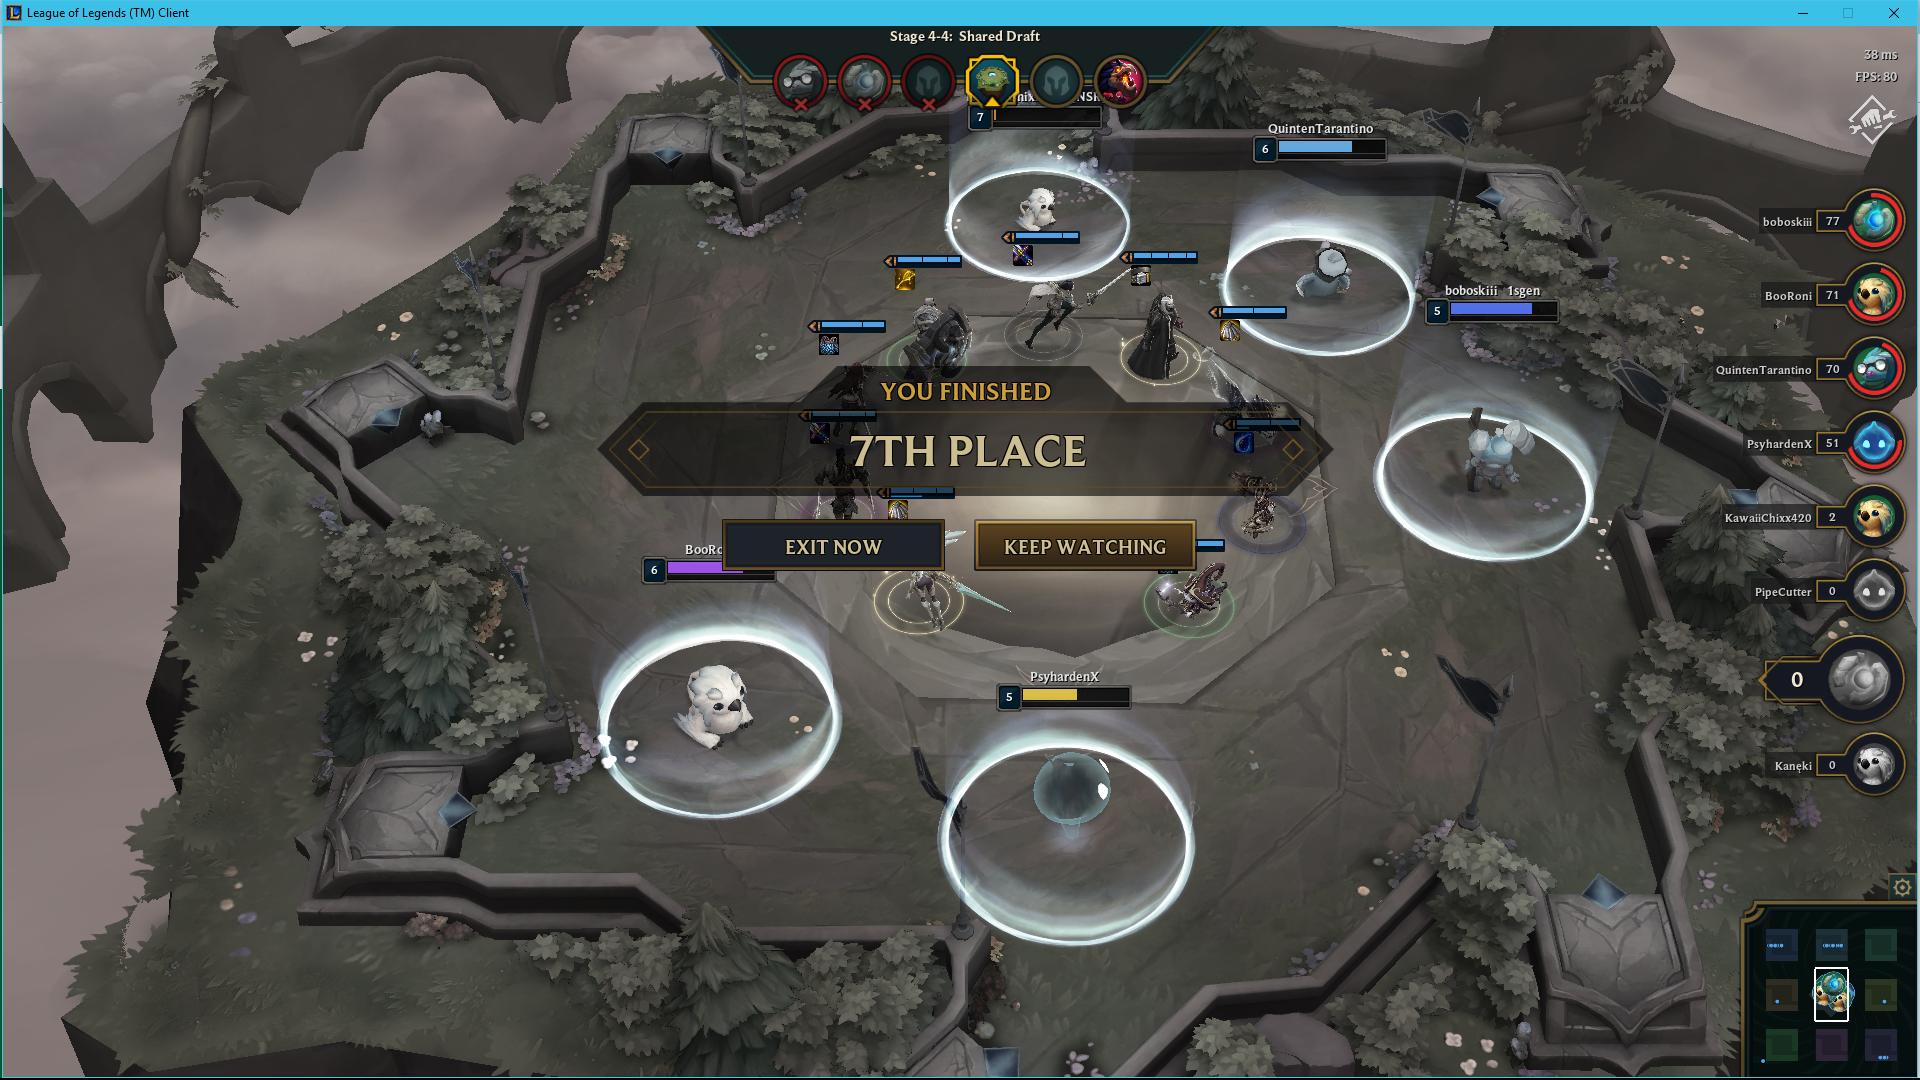 League of Legends (TM) Client
Stage 4-4: Shared Draft
38 ms
FPS: 80
7
QuintenTarantino
6
boboskiii 1sgen
5
boboskiii 77
BooRoni 71
QuintenTarantino 70
PsyhardenX 51
KawaiiChixx420 2
PipeCutter 0
0
Kanęki 0
YOU FINISHED
7TH PLACE
EXIT NOW
KEEP WATCHING
6
PsyhardenX
5